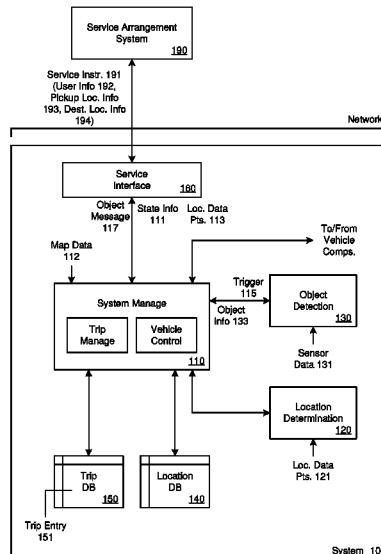 Service Arrangement
System
190
Service Instr. 191
(User Info 192,
Pickup Loc. Info
193, Dest. Loc. Info
194)
Network
Service
Interface
180
Object
Message
117
State Info
111
Loc. Data
Pts. 113
Map Data
112
To/From
Vehicle
Comps.
System Manage
Trip
Manage
Vehicle
Control
110
Trigger
115
Object
Info 133
Object
Detection
130
Sensor
Data 131
Location
Determination
120
Loc. Data
Pts. 121
Trip
DB
150
Location
DB
140
Trip Entry
151
System